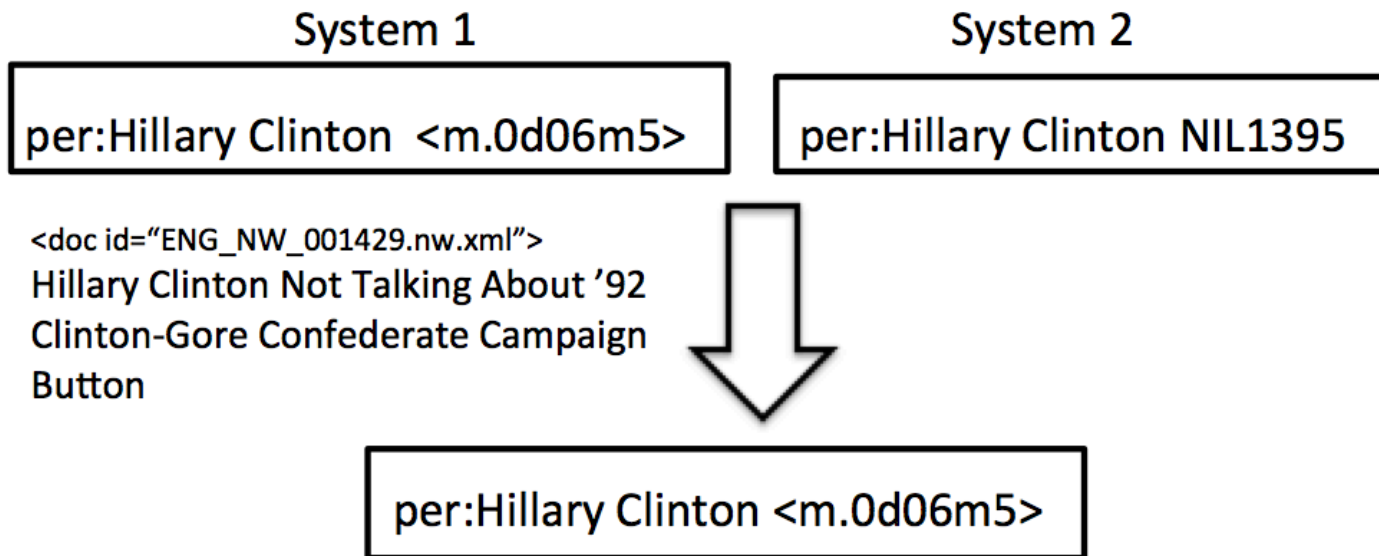 System 1
System 2
per:Hillary Clinton <m.0d06m5>
per:Hillary Clinton NIL1395
<doc id=“ENG_NW_001429.nw.xml”>
Hillary Clinton Not Talking About ’92
Clinton-Gore Confederate Campaign
Button
per:Hillary Clinton <m.0d06m5>